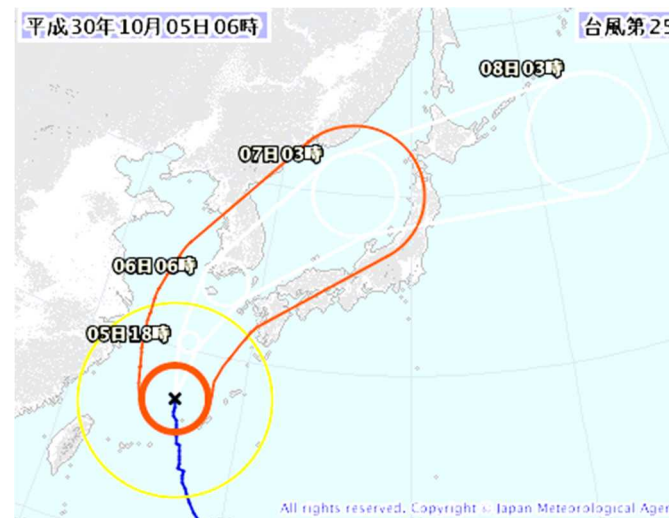 平成30年10月05日06時
台風第25
08日03時
07日03時
06日06時
05日18時
All rights reserved. Copyright © Japan Meteorological Agen